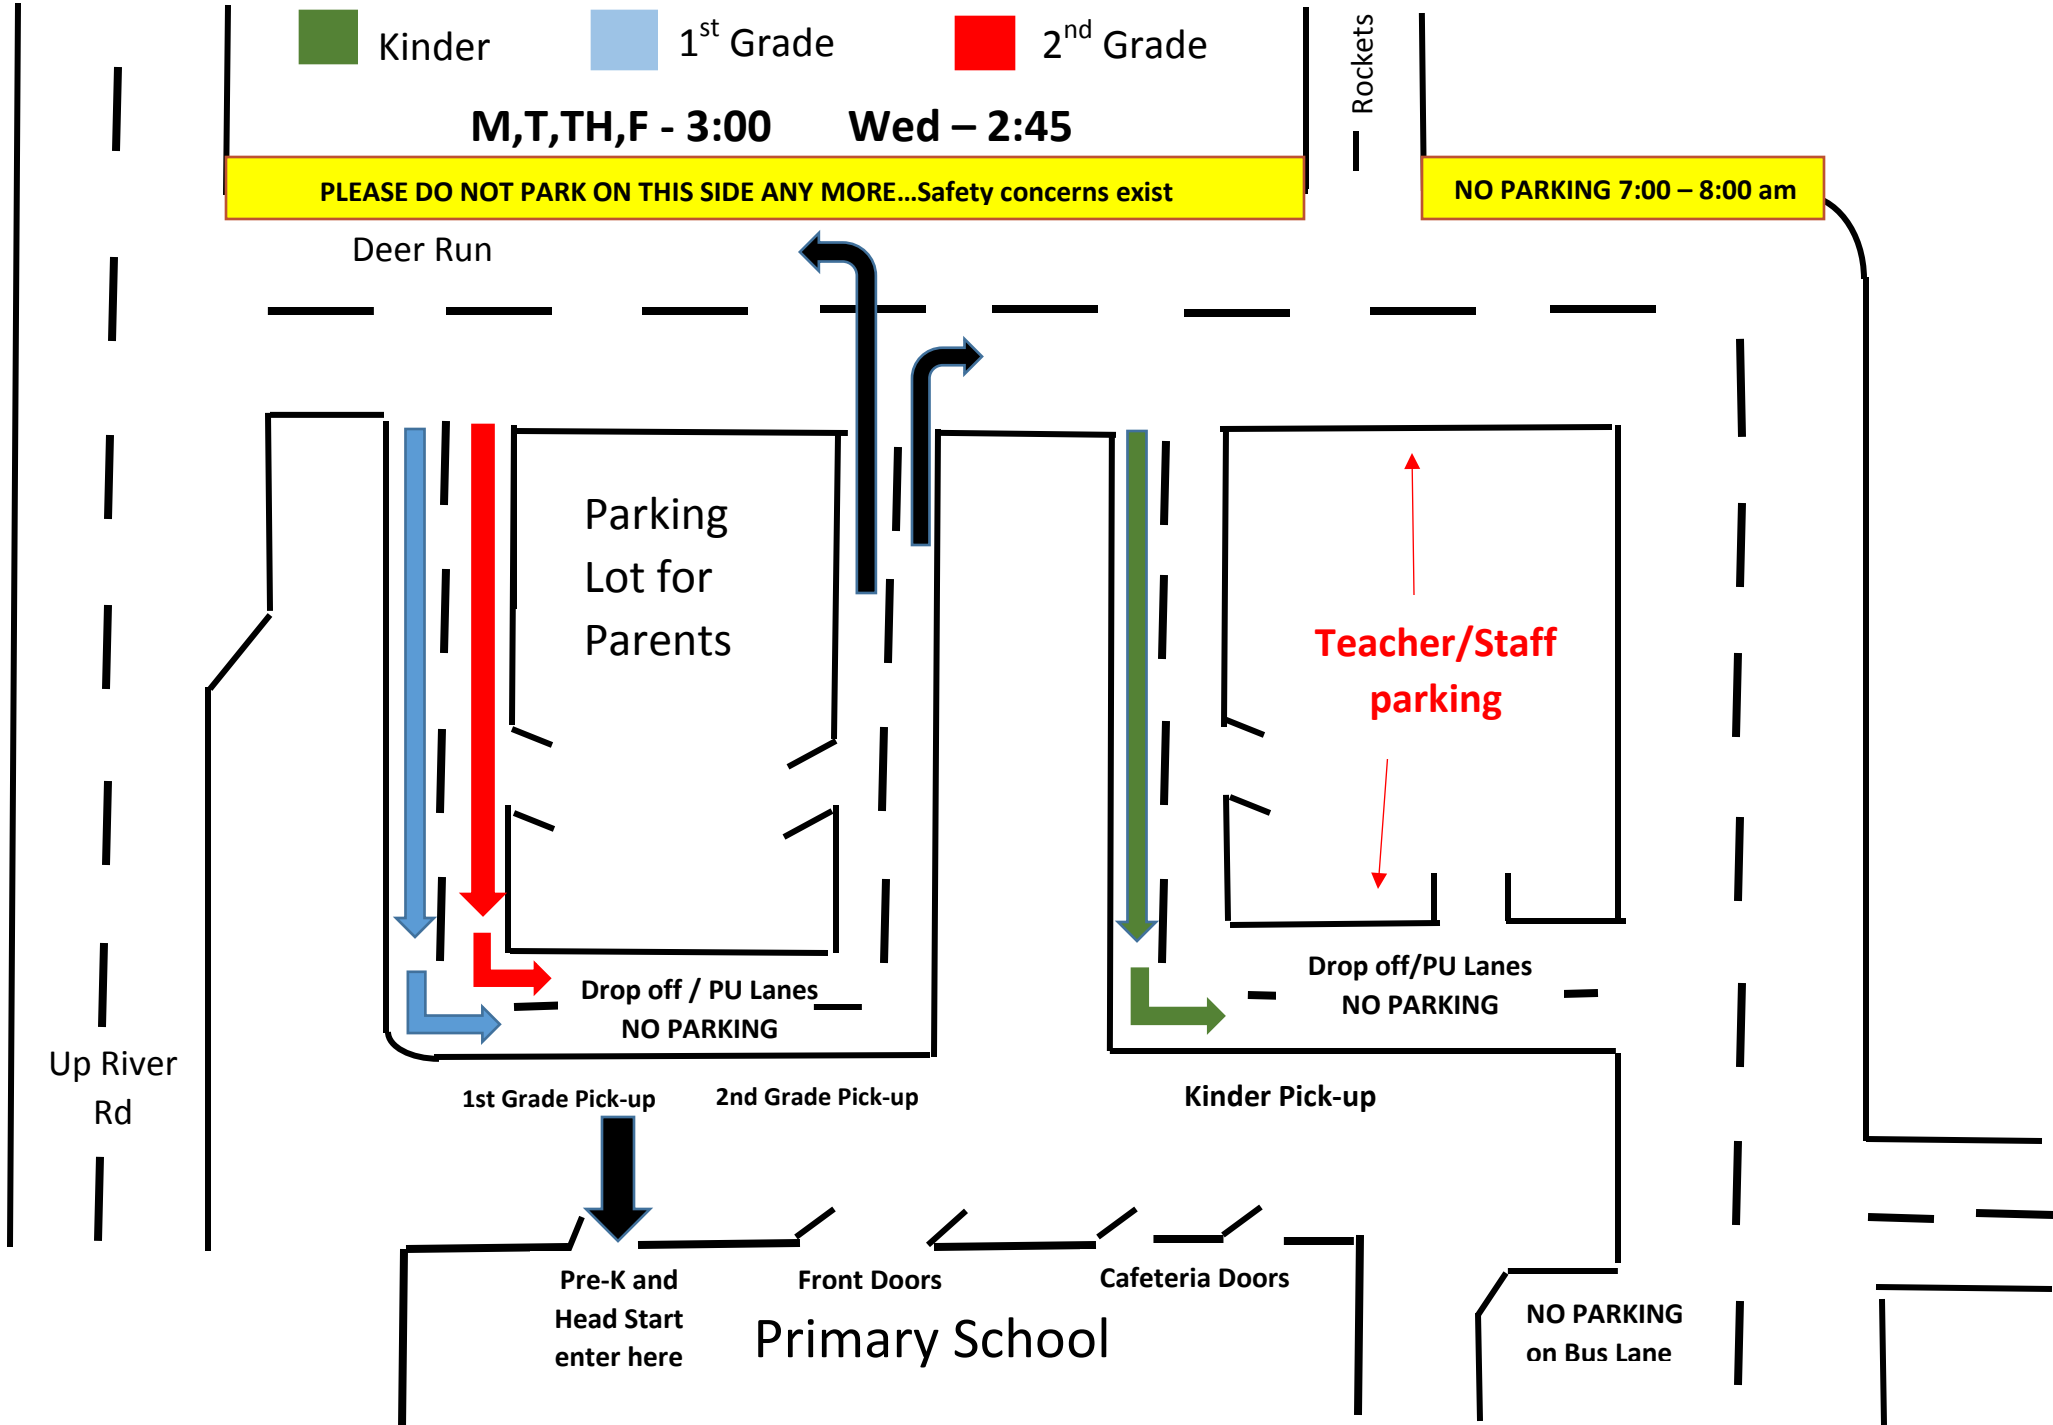 Kinder
1st Grade
2nd Grade
Rockets
M,T,TH,F - 3:00
Wed – 2:45
PLEASE DO NOT PARK ON THIS SIDE ANY MORE...Safety concerns exist
NO PARKING 7:00 – 8:00 am
Deer Run
Parking
Lot for
Parents
Teacher/Staff
parking
Drop off / PU Lanes
NO PARKING
Drop off/PU Lanes
NO PARKING
Up River
Rd
1st Grade Pick-up
2nd Grade Pick-up
Kinder Pick-up
Pre-K and
Head Start
enter here
Front Doors
Cafeteria Doors
Primary School
NO PARKING
on Bus Lane